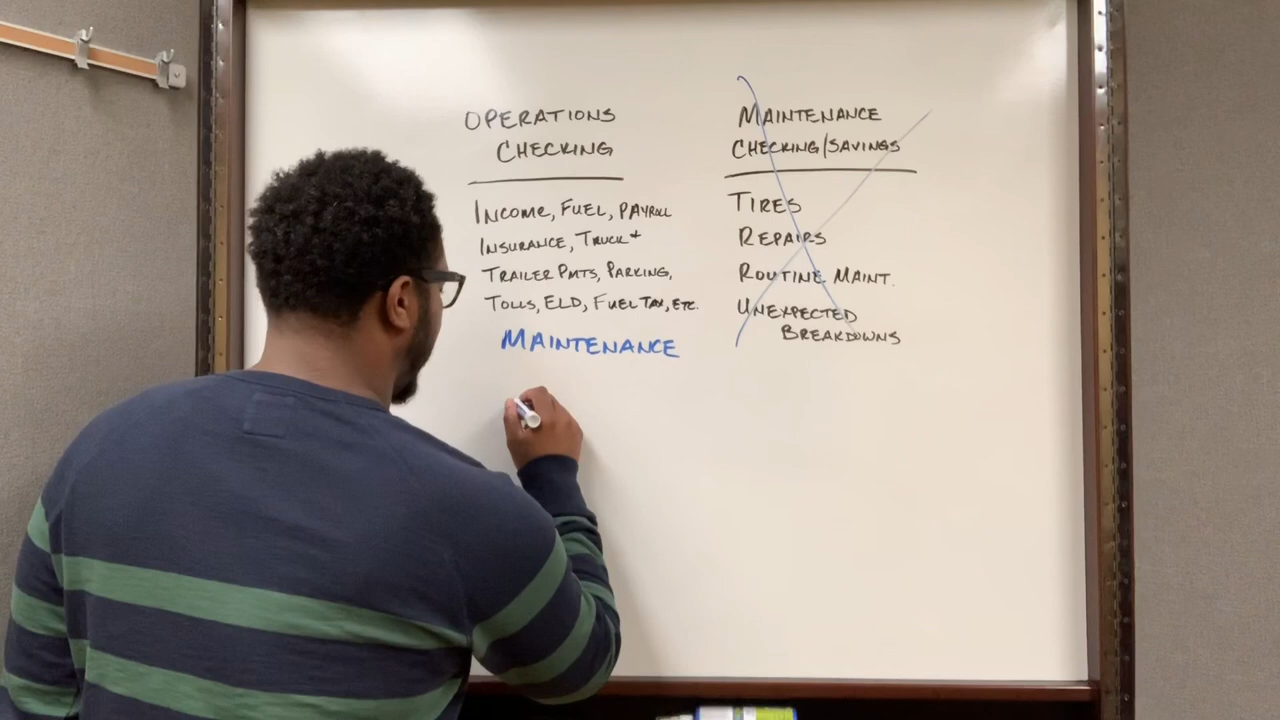 OPERATIONS
CHECKING
INCOME, FUEL, PAYROLL
INSURANCE, TRUCK +
TRAILER PMTS, PARKING,
TOLLS, ELD, FUEL TAX, ETC.
MAINTENANCE
MAINTENANCE
CHECKING/SAVINGS
TIRES
REPAIRS
ROUTINE MAINT.
UNEXPECTED
BREAKDOWNS